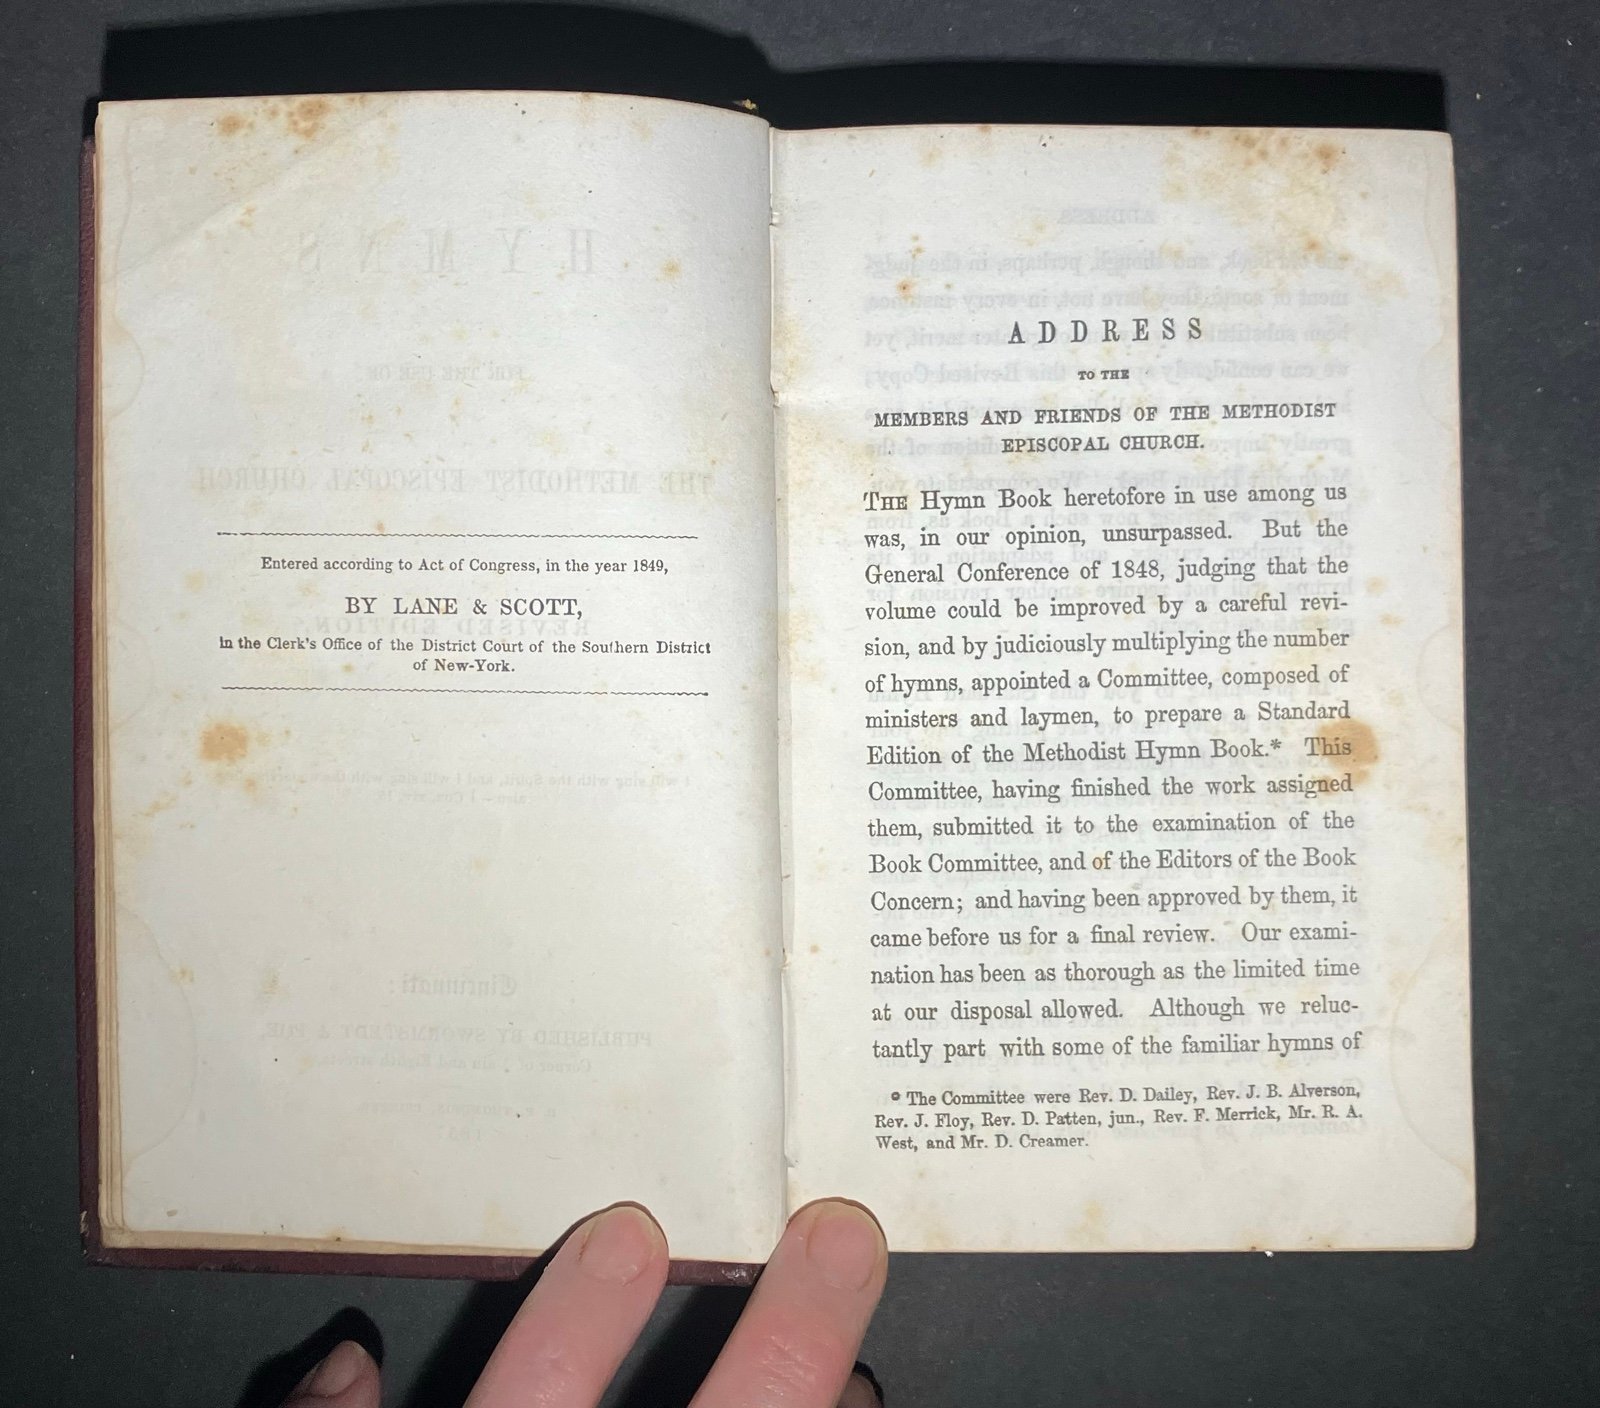 Entered according to Act of Congress, in the year 1849,
BY LANE & SCOTT,
in the Clerk's Office of the District Court of the Southern District
of New-York.
ADDRESS
TO THE
MEMBERS AND FRIENDS OF THE METHODIST
EPISCOPAL CHURCH.
THE Hymn Book heretofore in use among us
was, in our opinion, unsurpassed. But the
General Conference of 1848, judging that the
volume could be improved by a careful revi-
sion, and by judiciously multiplying the number
of hymns, appointed a Committee, composed of
ministers and laymen, to prepare a Standard
Edition of the Methodist Hymn Book.* This
Committee, having finished the work assigned
them, submitted it to the examination of the
Book Committee, and of the Editors of the Book
Concern; and having been approved by them, it
came before us for a final review. Our exami-
nation has been as thorough as the limited time
at our disposal allowed. Although we reluc-
tantly part with some of the familiar hymns of
* The Committee were Rev. D. Dailey, Rev. J. B. Alverson,
Rev. J. Floy, Rev. D. Patten, jun., Rev. F. Merrick, Mr. R. A.
West, and Mr. D. Creamer.